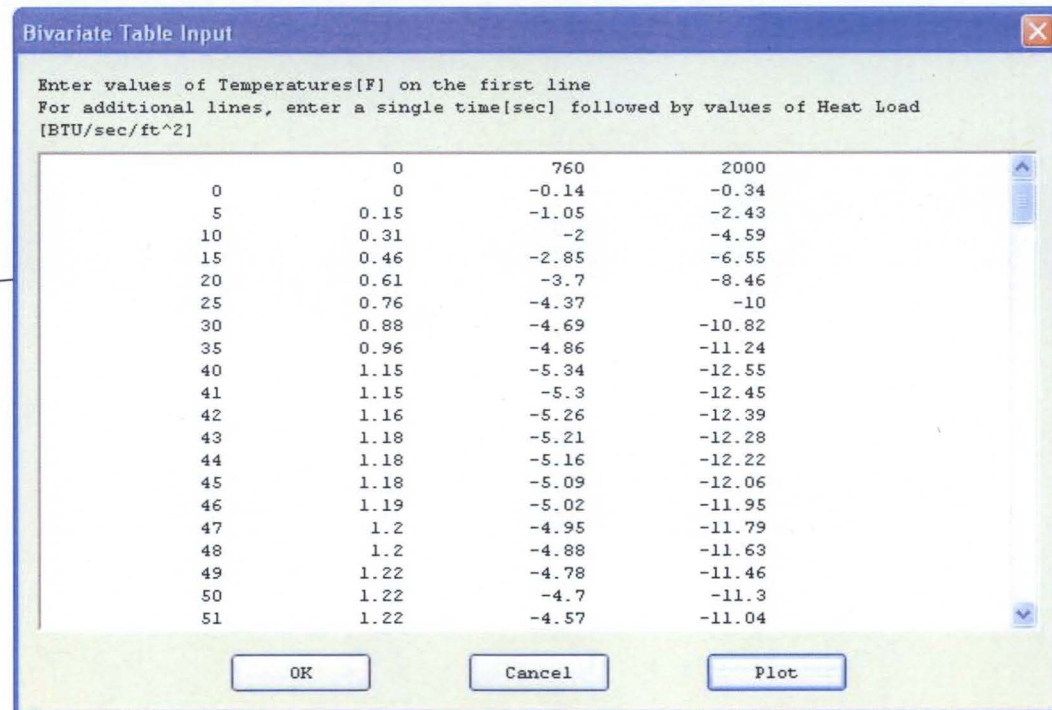 Bivariate Table Input
Enter values of Temperatures[F] on the first line
For additional lines, enter a single time[sec] followed by values of Heat Load
[BTU/sec/ft^2]
0 760 2000
0 0 -0.14 -0.34
5 0.15 -1.05 -2.43
10 0.31 -2 -4.59
15 0.46 -2.85 -6.55
20 0.61 -3.7 -8.46
25 0.76 -4.37 -10
30 0.88 -4.69 -10.82
35 0.96 -4.86 -11.24
40 1.15 -5.34 -12.55
41 1.15 -5.3 -12.45
42 1.16 -5.26 -12.39
43 1.18 -5.21 -12.28
44 1.18 -5.16 -12.22
45 1.18 -5.09 -12.06
46 1.19 -5.02 -11.95
47 1.2 -4.95 -11.79
48 1.2 -4.88 -11.63
49 1.22 -4.78 -11.46
50 1.22 -4.7 -11.3
51 1.22 -4.57 -11.04
OK Cancel Plot